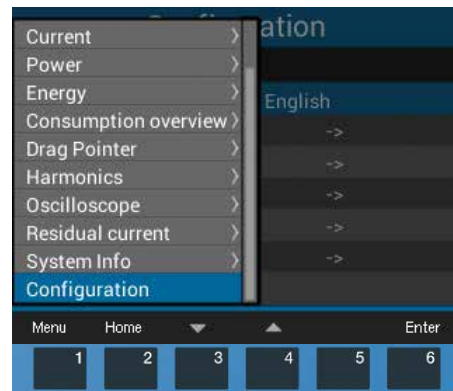 ation
Current
Power
Energy
English
Consumption overview
->
Drag Pointer
->
Harmonics
->
Oscilloscope
Residual current
->
System Info
->
Configuration
Menu Home Enter
1 2 3 4 5 6